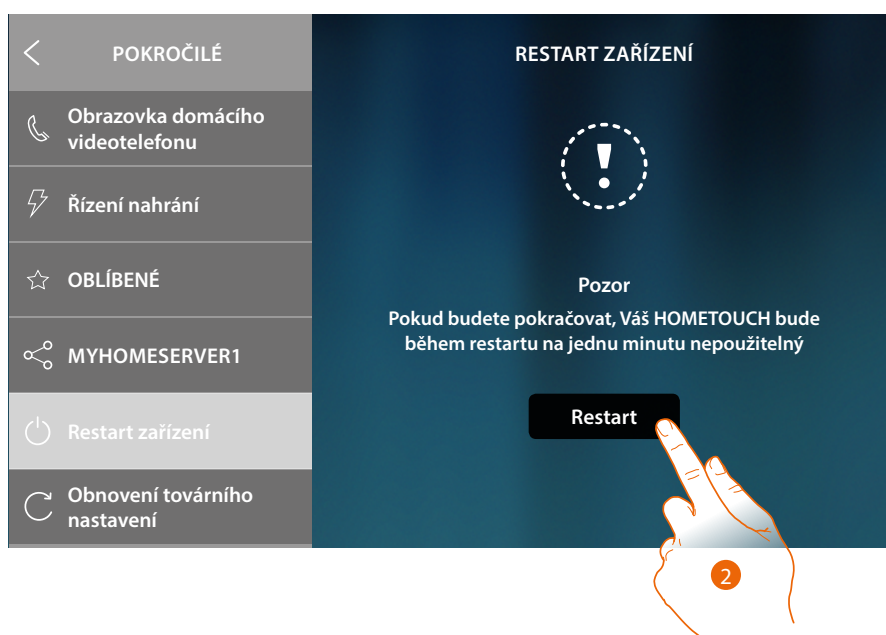 POKROČILÉ
Obrazovka domácího
videotelefonu
Řízení nahrání
OBLÍBENÉ
MYHOMESERVER1
Restart zařízení
Obnovení továrního
nastavení
RESTART ZAŘÍZENÍ
!
Pozor
Pokud budete pokračovat, Váš HOMETOUCH bude
během restartu na jednu minutu nepoužitelný
Restart
2